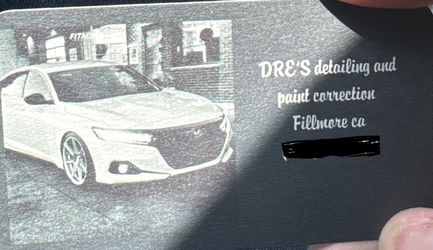 DRE'S detailing and
paint correction
Fillmore ca